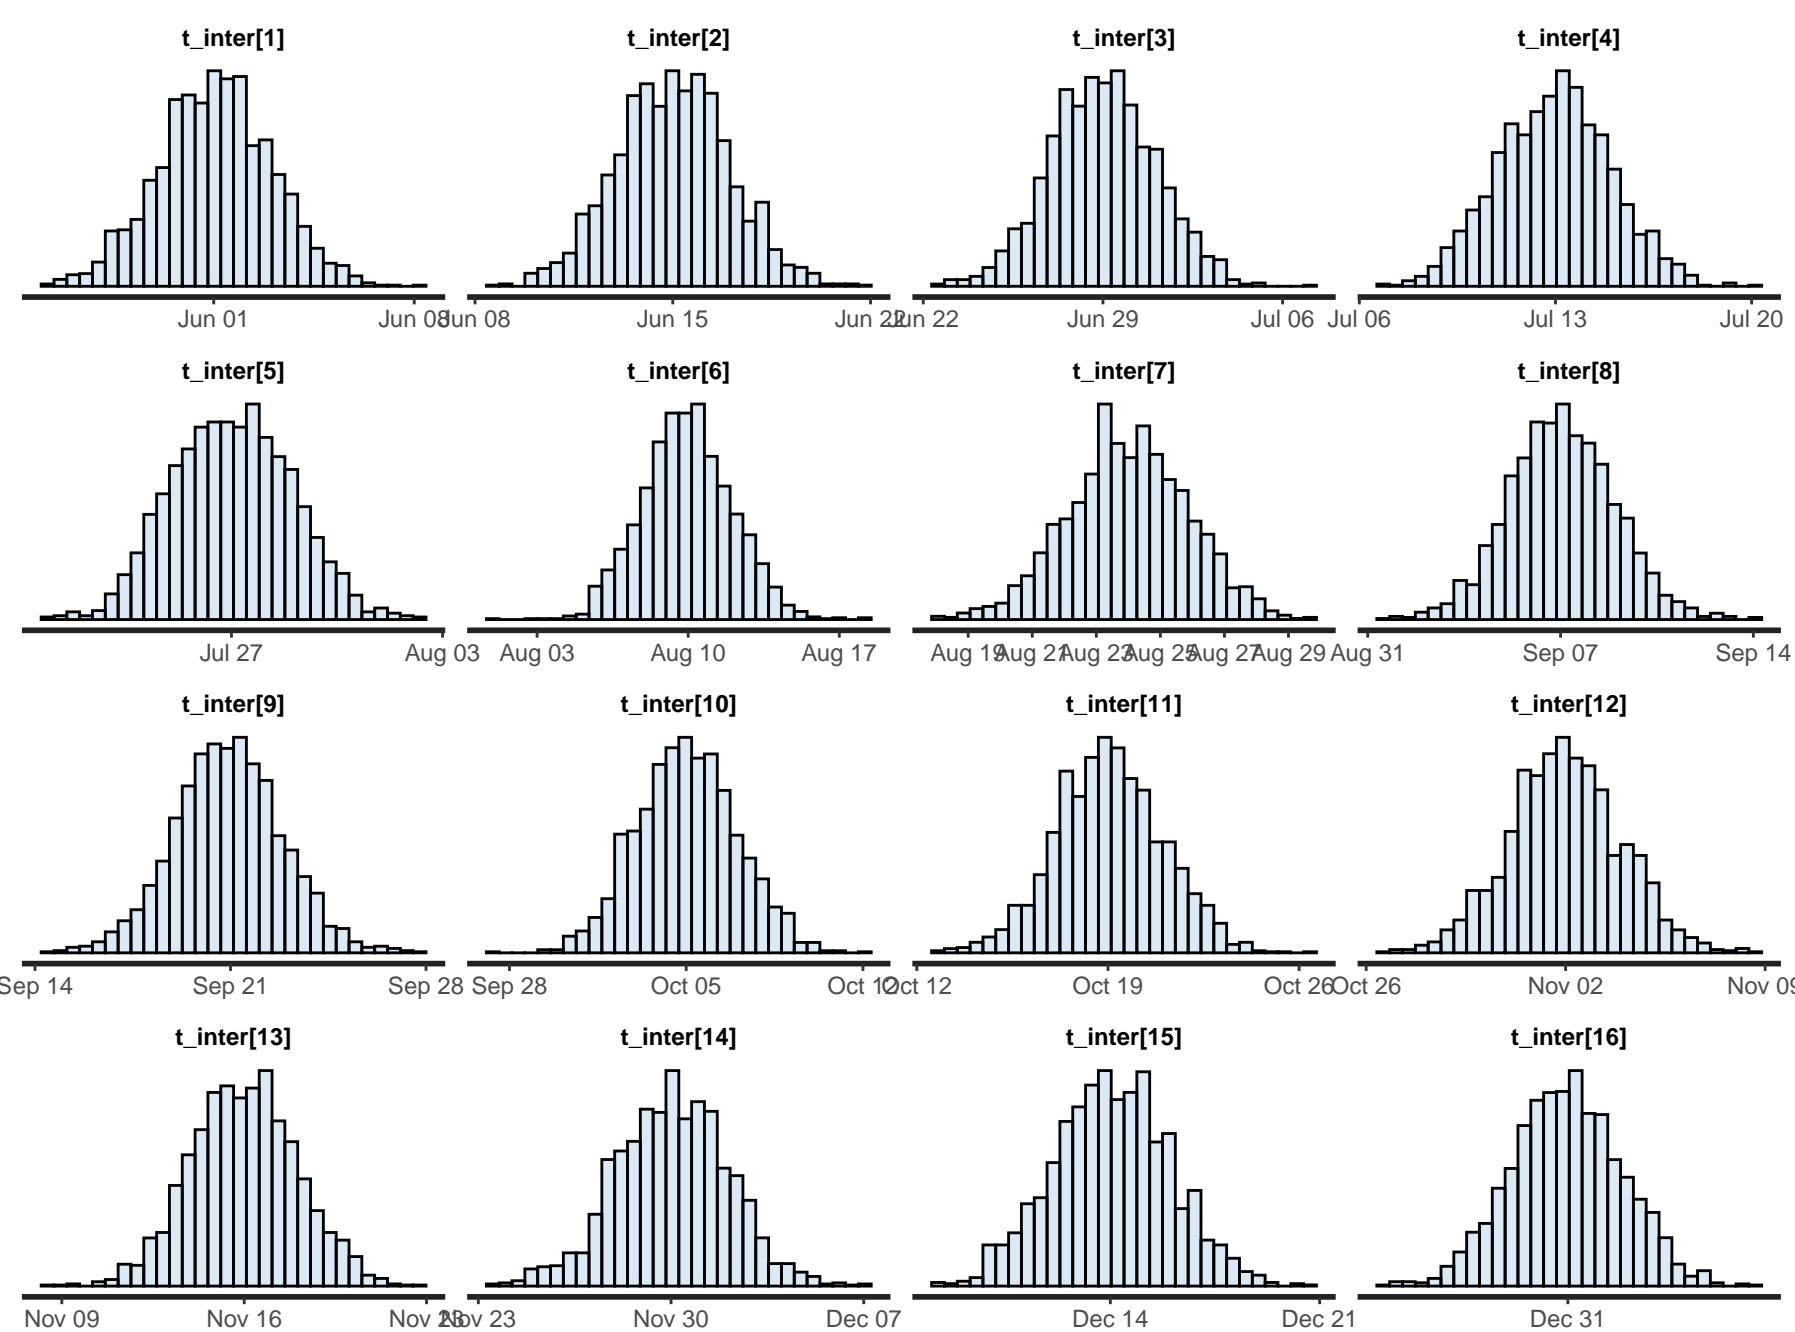 t_inter[1] t_inter[2] t_inter[3] t_inter[4]
Jun 01 Jun 08 Jun 08 Jun 15 Jun 22 Jun 22 Jun 29 Jul 06 Jul 06 Jul 13 Jul 20
t_inter[5] t_inter[6] t_inter[7] t_inter[8]
Jul 27 Aug 03 Aug 03 Aug 10 Aug 17 Aug 19 Aug 21 Aug 23 Aug 25 Aug 27 Aug 29 Aug 31 Sep 07 Sep 14
t_inter[9] t_inter[10] t_inter[11] t_inter[12]
Sep 14 Sep 21 Sep 28 Sep 28 Oct 05 Oct 12 Oct 12 Oct 19 Oct 26 Oct 26 Nov 02 Nov 09
t_inter[13] t_inter[14] t_inter[15] t_inter[16]
Nov 09 Nov 16 Nov 23 Nov 23 Nov 30 Dec 07 Dec 14 Dec 21 Dec 31